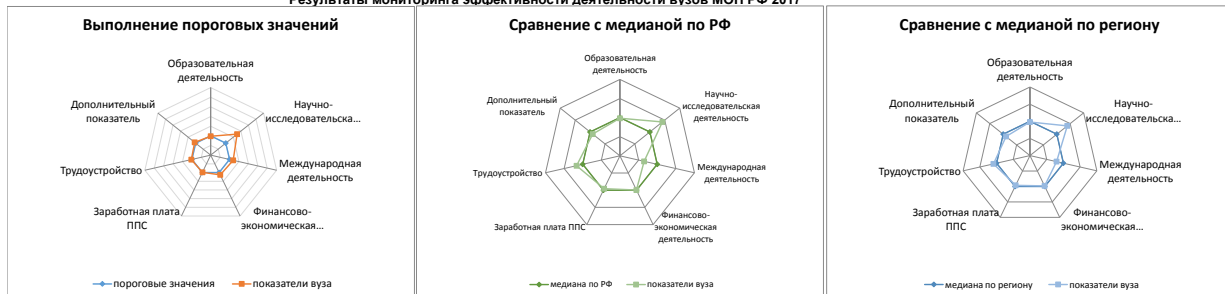 Результаты мониторинга эффективности деятельности вузов МОН РФ 2017
Выполнение пороговых значений
Образовательная
деятельность
Научно-
исследовательска...
Международная
деятельность
Финансово-
экономическая...
Заработная плата
ППС
Трудоустройство
Дополнительный
показатель
пороговые значения
показатели вуза
Сравнение с медианой по РФ
Образовательная
деятельность
Научно-
исследовательская
деятельность
Международная
деятельность
Финансово-
экономическая
деятельность
Заработная плата ППС
Трудоустройство
Дополнительный показатель
медиана по РФ
показатели вуза
Сравнение с медианой по региону
Образовательная
деятельность
Научно-
исследовательска...
Международная
деятельность
Финансово-
экономическая...
Заработная плата
ППС
Трудоустройство
Дополнительный
показатель
медиана по региону
показатели вуза